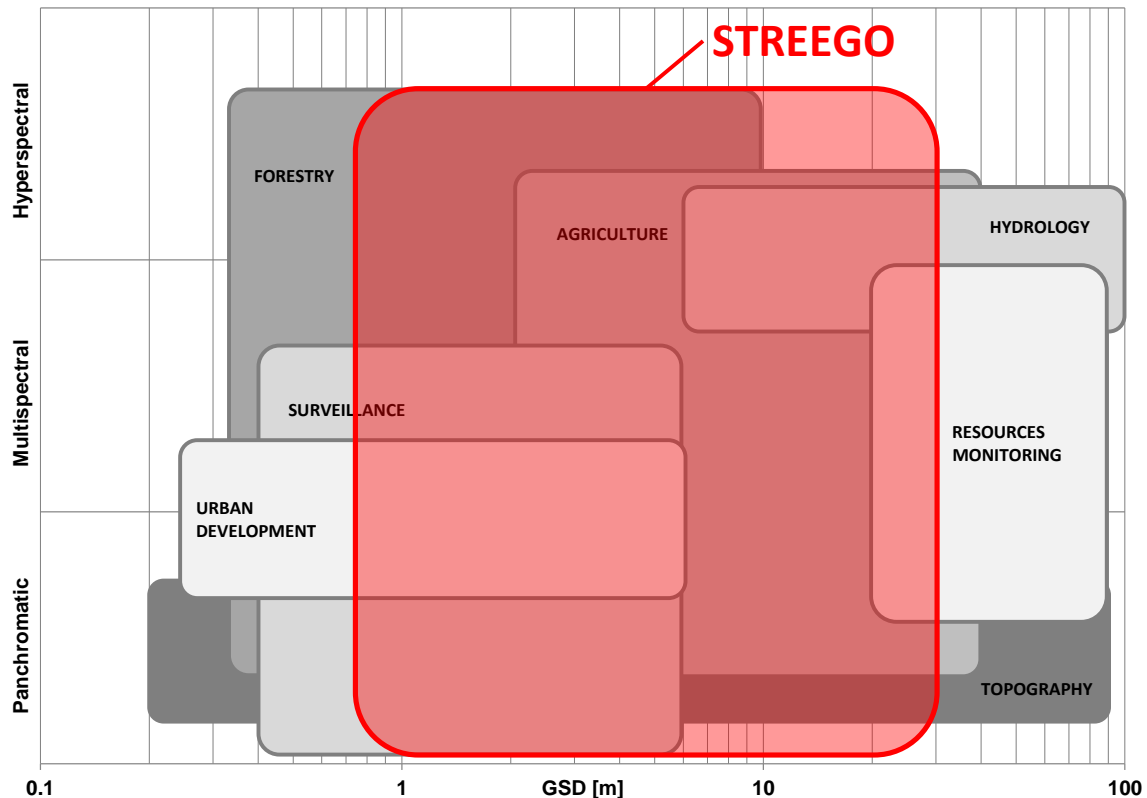 STREEGO
Hyperspectral
Multispectral
Panchromatic
FORESTRY
AGRICULTURE
HYDROLOGY
SURVEILLANCE
RESOURCES
MONITORING
URBAN
DEVELOPMENT
TOPOGRAPHY
0.1
1
GSD [m]
10
100